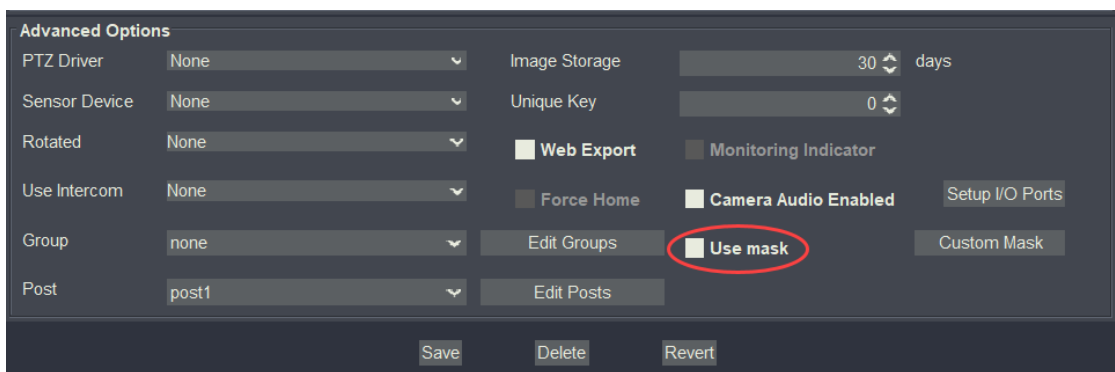 Advanced Options
PTZ Driver None Image Storage 30 days
Sensor Device None Unique Key 0
Rotated None Web Export Monitoring Indicator
Use Intercom None Force Home Camera Audio Enabled Setup I/O Ports
Group none Edit Groups Use mask Custom Mask
Post post1 Edit Posts
Save Delete Revert